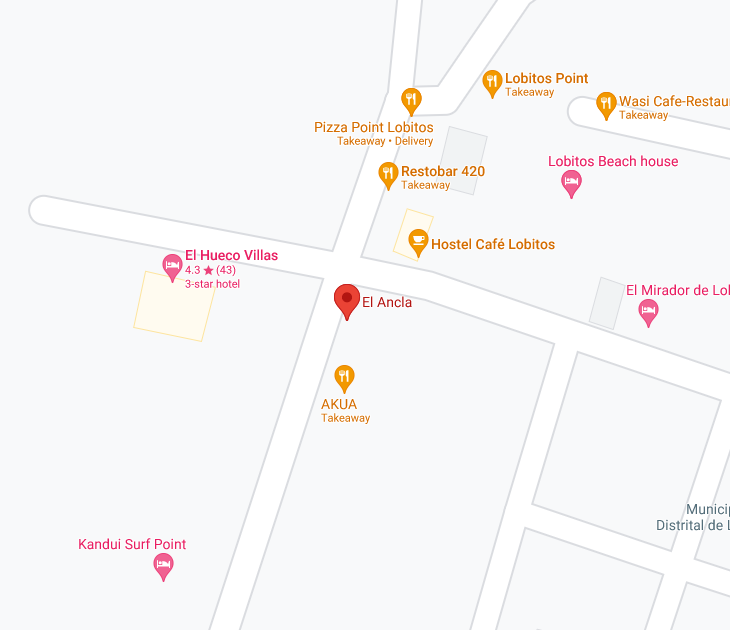 Lobitos Point
Takeaway
Wasi Cafe-Restau
Takeaway
Pizza Point Lobitos
Takeaway • Delivery
Lobitos Beach house
Restobar 420
Takeaway
Hostel Café Lobitos
El Hueco Villas
4.3 ★ (43)
3-star hotel
El Mirador de Lob
El Ancla
AKUA
Takeaway
Munici
Distrital de L
Kandui Surf Point